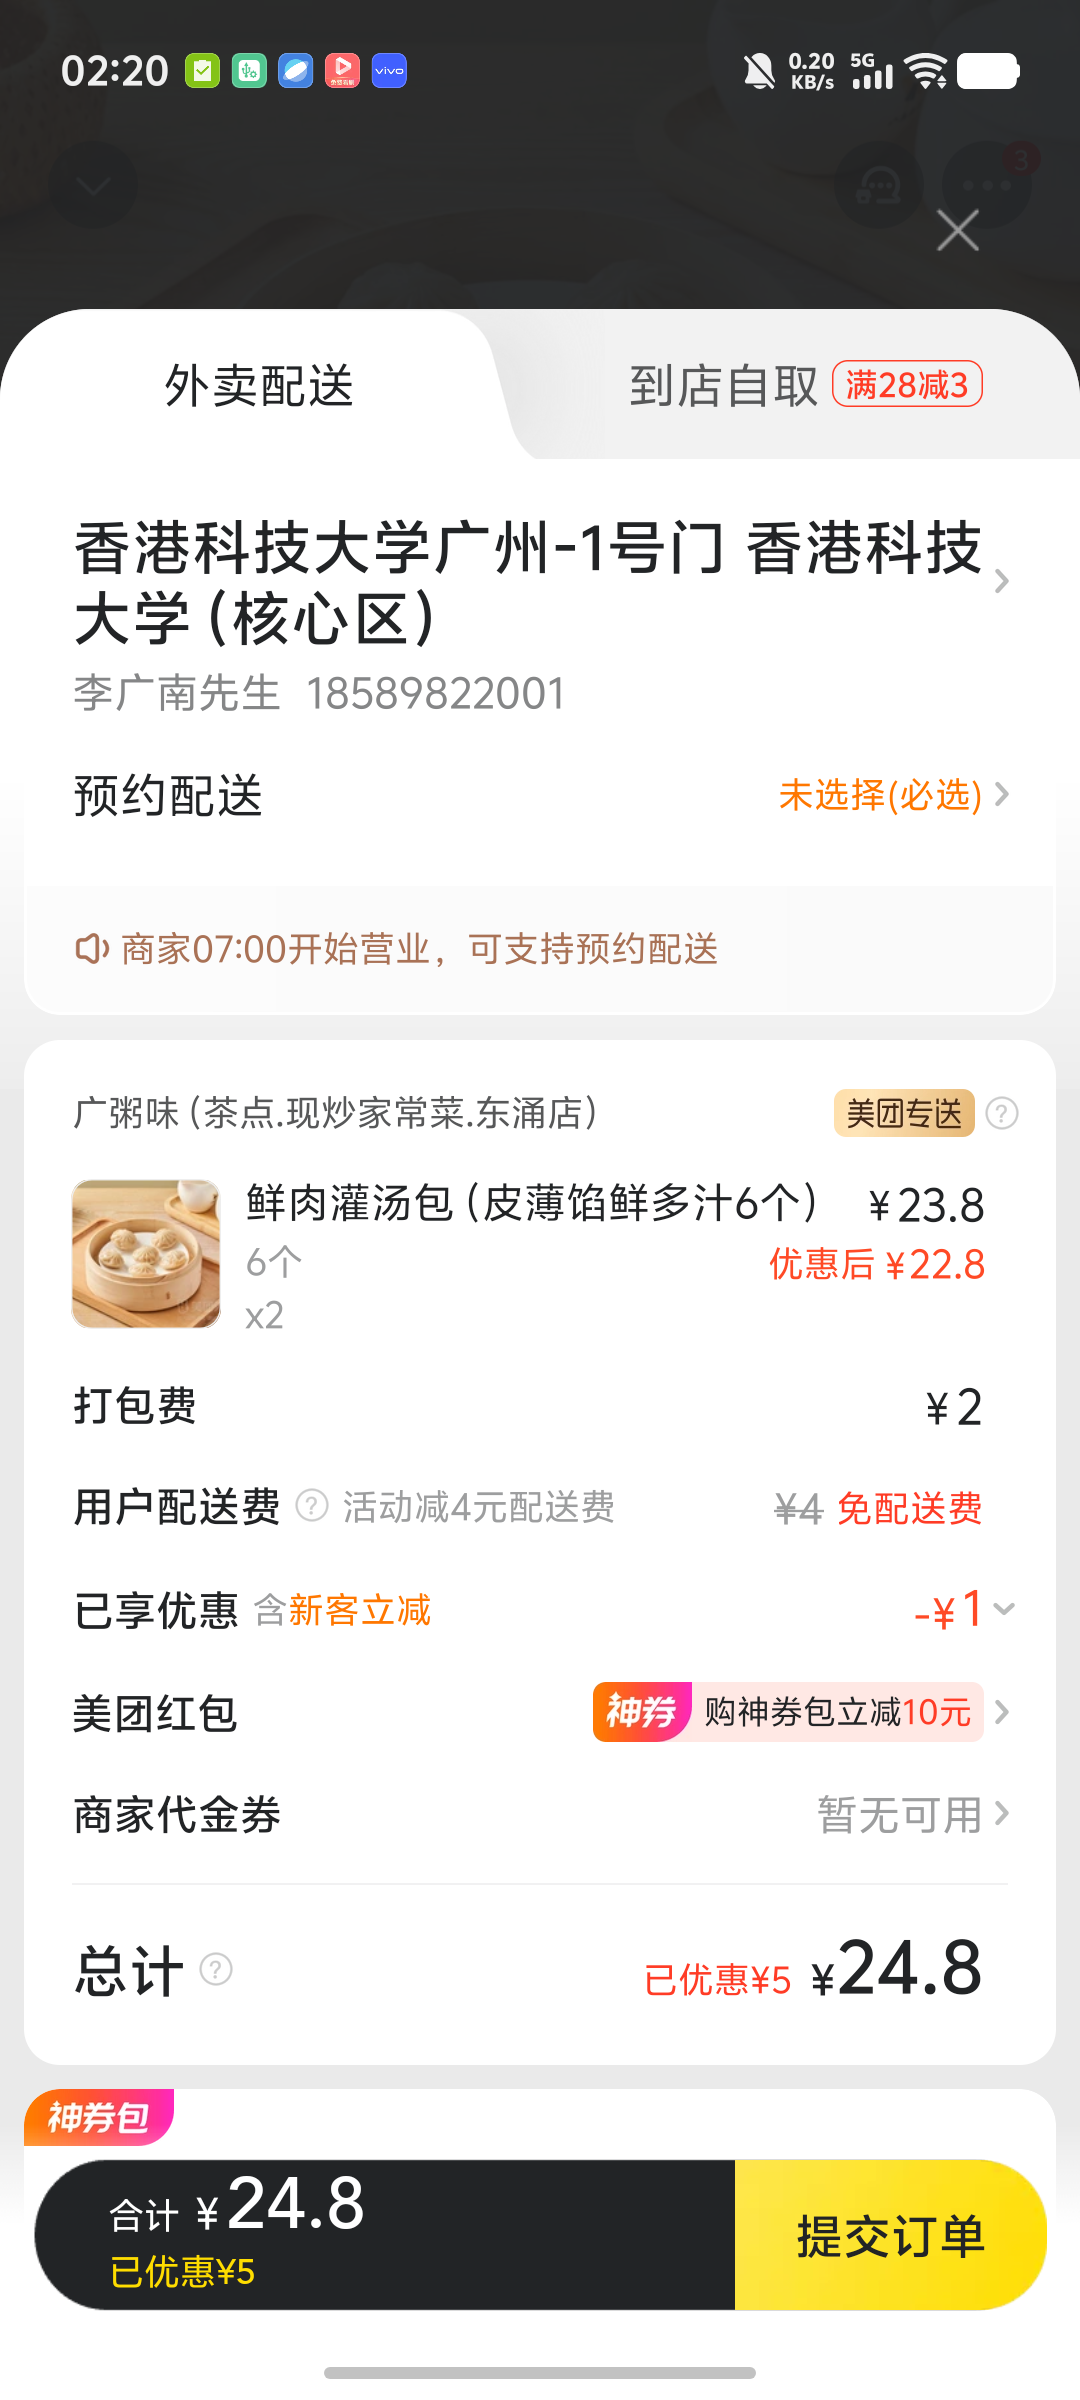 02:20
vivo
0.20 KB/s
5G
3
外卖配送
到店自取 满28减3
香港科技大学广州-1号门 香港科技
大学(核心区)
李广南先生 18589822001
预约配送 未选择(必选)
商家07:00开始营业，可支持预约配送
广粥味(茶点.现炒家常菜.东涌店) 美团专送 ?
鲜肉灌汤包(皮薄馅鲜多汁6个) ¥23.8
6个 优惠后 ¥22.8
x2
打包费 ¥2
用户配送费 ? 活动减4元配送费 ¥4 免配送费
已享优惠 含新客立减 -¥1
美团红包 神券 购神券包立减10元
商家代金券 暂无可用
总计 ? 已优惠¥5 ¥24.8
神券包
合计 ¥24.8
已优惠¥5
提交订单